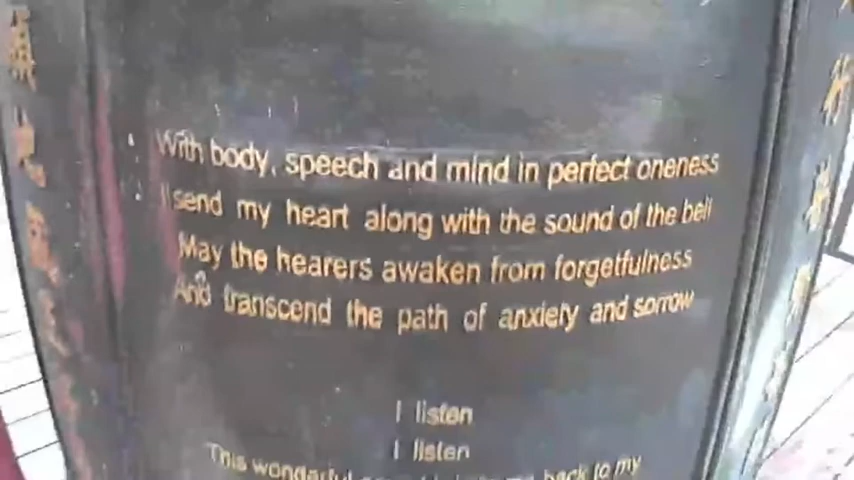 With body, speech and mind in perfect oneness
I send my heart along with the sound of the bell
May the hearers awaken from forgetfulness
And transcend the path of anxiety and sorrow
I listen
I listen
This wonderful back to my